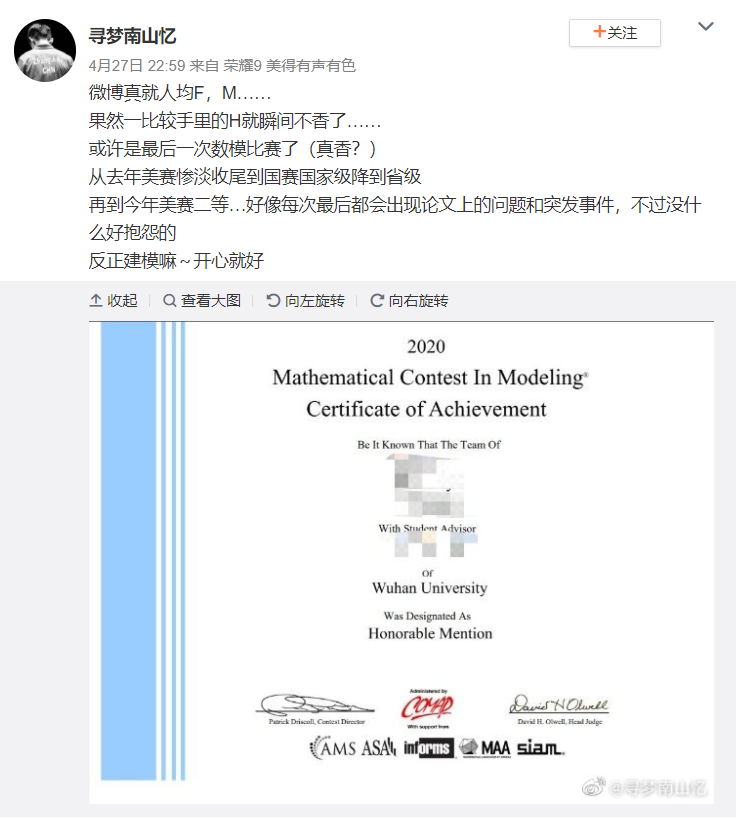 寻梦南山忆
+关注
4月27日 22:59 来自 荣耀9 美得有声有色
微博真就人均F，M……
果然一比较手里的H就瞬间不香了……
或许是最后一次数模比赛了（真香？）
从去年美赛惨淡收尾到国赛国家级降到省级
再到今年美赛二等…好像每次最后都会出现论文上的问题和突发事件，不过没什
么好抱怨的
反正建模嘛～开心就好
收起 查看大图 向左旋转 向右旋转
2020
Mathematical Contest In Modeling®
Certificate of Achievement
Be It Known That The Team Of
With Student Advisor
Of
Wuhan University
Was Designated As
Honorable Mention
Administered by
COMAP
With support from
Patrick Driscoll, Contest Director
David H. Olwell
David H. Olwell, Head Judge
AMS ASA informs MAA siam.
@寻梦南山忆